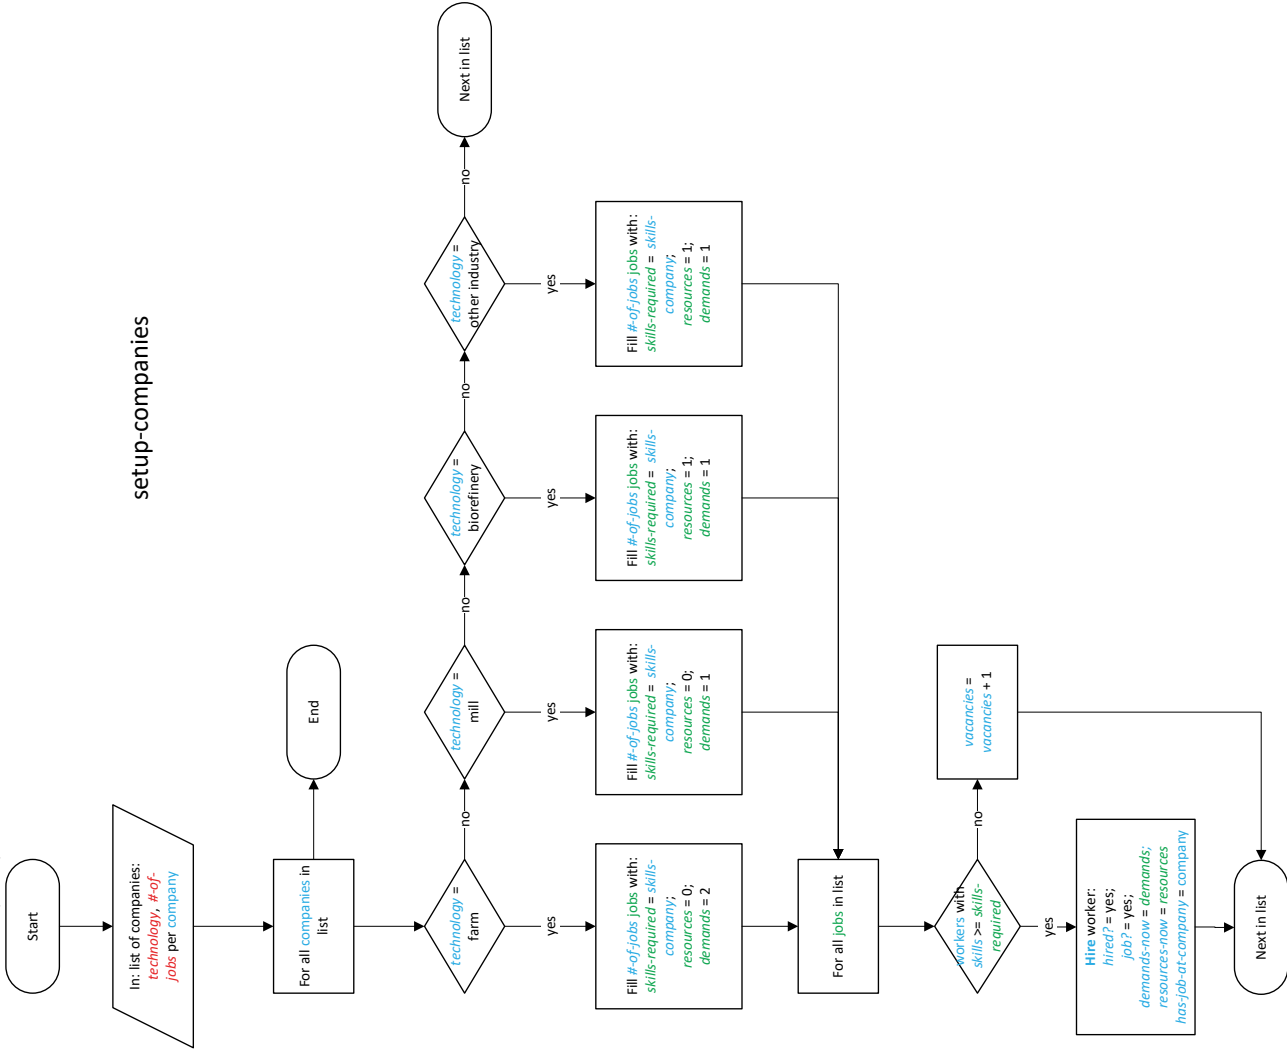 setup-companies
Start
In: list of companies:
technology, #-of-
jobs per company
For all companies in
list
End
technology =
farm
no
technology =
mill
no
technology =
biorefinery
no
technology =
other industry
no
Next in list
yes
Fill #-of-jobs jobs with:
skills-required = skills-
company;
resources = 0;
demands = 2
yes
Fill #-of-jobs jobs with:
skills-required = skills-
company;
resources = 0;
demands = 1
yes
Fill #-of-jobs jobs with:
skills-required = skills-
company;
resources = 1;
demands = 1
yes
Fill #-of-jobs jobs with:
skills-required = skills-
company;
resources = 1;
demands = 1
For all jobs in list
workers with
skills >= skills-
required
no
vacancies =
vacancies + 1
yes
Hire worker:
hired? = yes;
job? = yes;
demands-now = demands;
resources-now = resources
has-job-at-company = company
Next in list